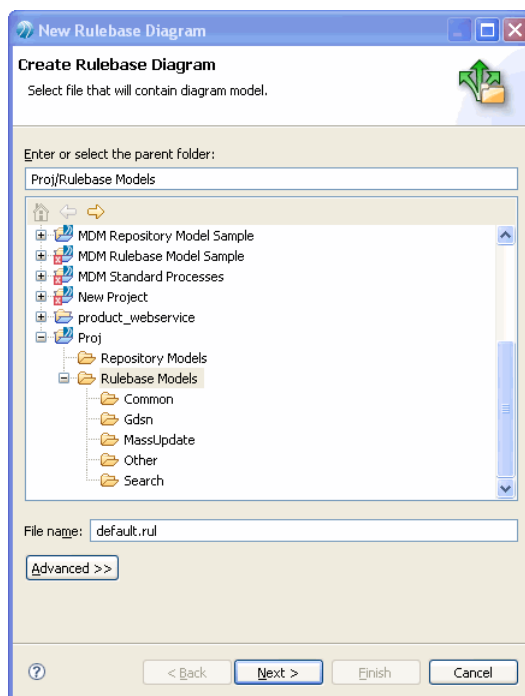 New Rulebase Diagram
Create Rulebase Diagram
Select file that will contain diagram model.
Enter or select the parent folder:
Proj/Rulebase Models
MDM Repository Model Sample
MDM Rulebase Model Sample
MDM Standard Processes
New Project
product_webservice
Proj
Repository Models
Rulebase Models
Common
Gdsn
MassUpdate
Other
Search
File name: default.rul
Advanced >>
? < Back Next > Finish Cancel